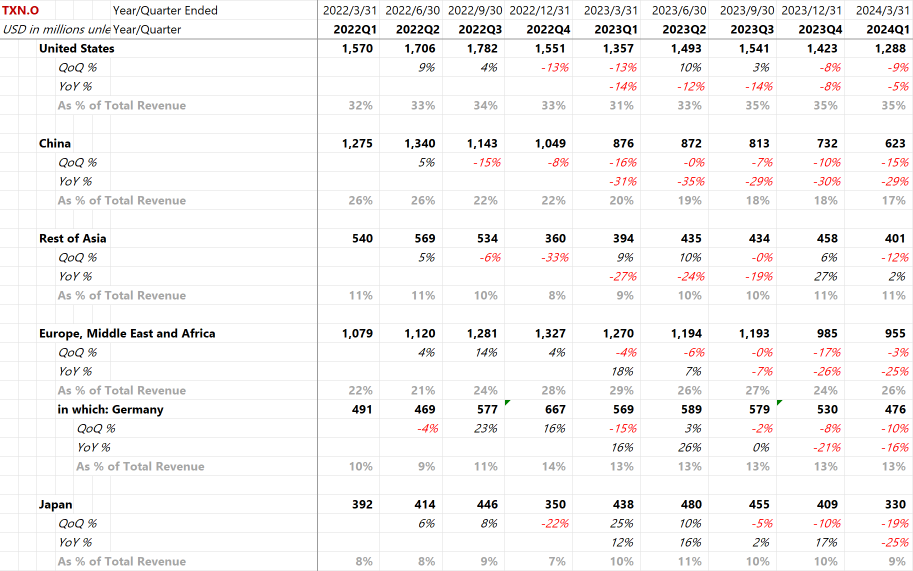 TXN.O Year/Quarter Ended 2022/3/31 2022/6/30 2022/9/30 2022/12/31 2023/3/31 2023/6/30 2023/9/30 2023/12/31 2024/3/31
USD in millions unle Year/Quarter 2022Q1 2022Q2 2022Q3 2022Q4 2023Q1 2023Q2 2023Q3 2023Q4 2024Q1
United States 1,570 1,706 1,782 1,551 1,357 1,493 1,541 1,423 1,288
QoQ % 9% 4% -13% -13% 10% 3% -8% -9%
YoY % -14% -12% -14% -8% -5%
As % of Total Revenue 32% 33% 34% 33% 31% 33% 35% 35% 35%
China 1,275 1,340 1,143 1,049 876 872 813 732 623
QoQ % 5% -15% -8% -16% -0% -7% -10% -15%
YoY % -31% -35% -29% -30% -29%
As % of Total Revenue 26% 26% 22% 22% 20% 19% 18% 18% 17%
Rest of Asia 540 569 534 360 394 435 434 458 401
QoQ % 5% -6% -33% 9% 10% -0% 6% -12%
YoY % -27% -24% -19% 27% 2%
As % of Total Revenue 11% 11% 10% 8% 9% 10% 10% 11% 11%
Europe, Middle East and Africa 1,079 1,120 1,281 1,327 1,270 1,194 1,193 985 955
QoQ % 4% 14% 4% -4% -6% -0% -17% -3%
YoY % 18% 7% -7% -26% -25%
As % of Total Revenue 22% 21% 24% 28% 29% 26% 27% 24% 26%
in which: Germany 491 469 577 667 569 589 579 530 476
QoQ % -4% 23% 16% -15% 3% -2% -8% -10%
YoY % 16% 26% 0% -21% -16%
As % of Total Revenue 10% 9% 11% 14% 13% 13% 13% 13% 13%
Japan 392 414 446 350 438 480 455 409 330
QoQ % 6% 8% -22% 25% 10% -5% -10% -19%
YoY % 12% 16% 2% 17% -25%
As % of Total Revenue 8% 8% 9% 7% 10% 11% 10% 10% 9%